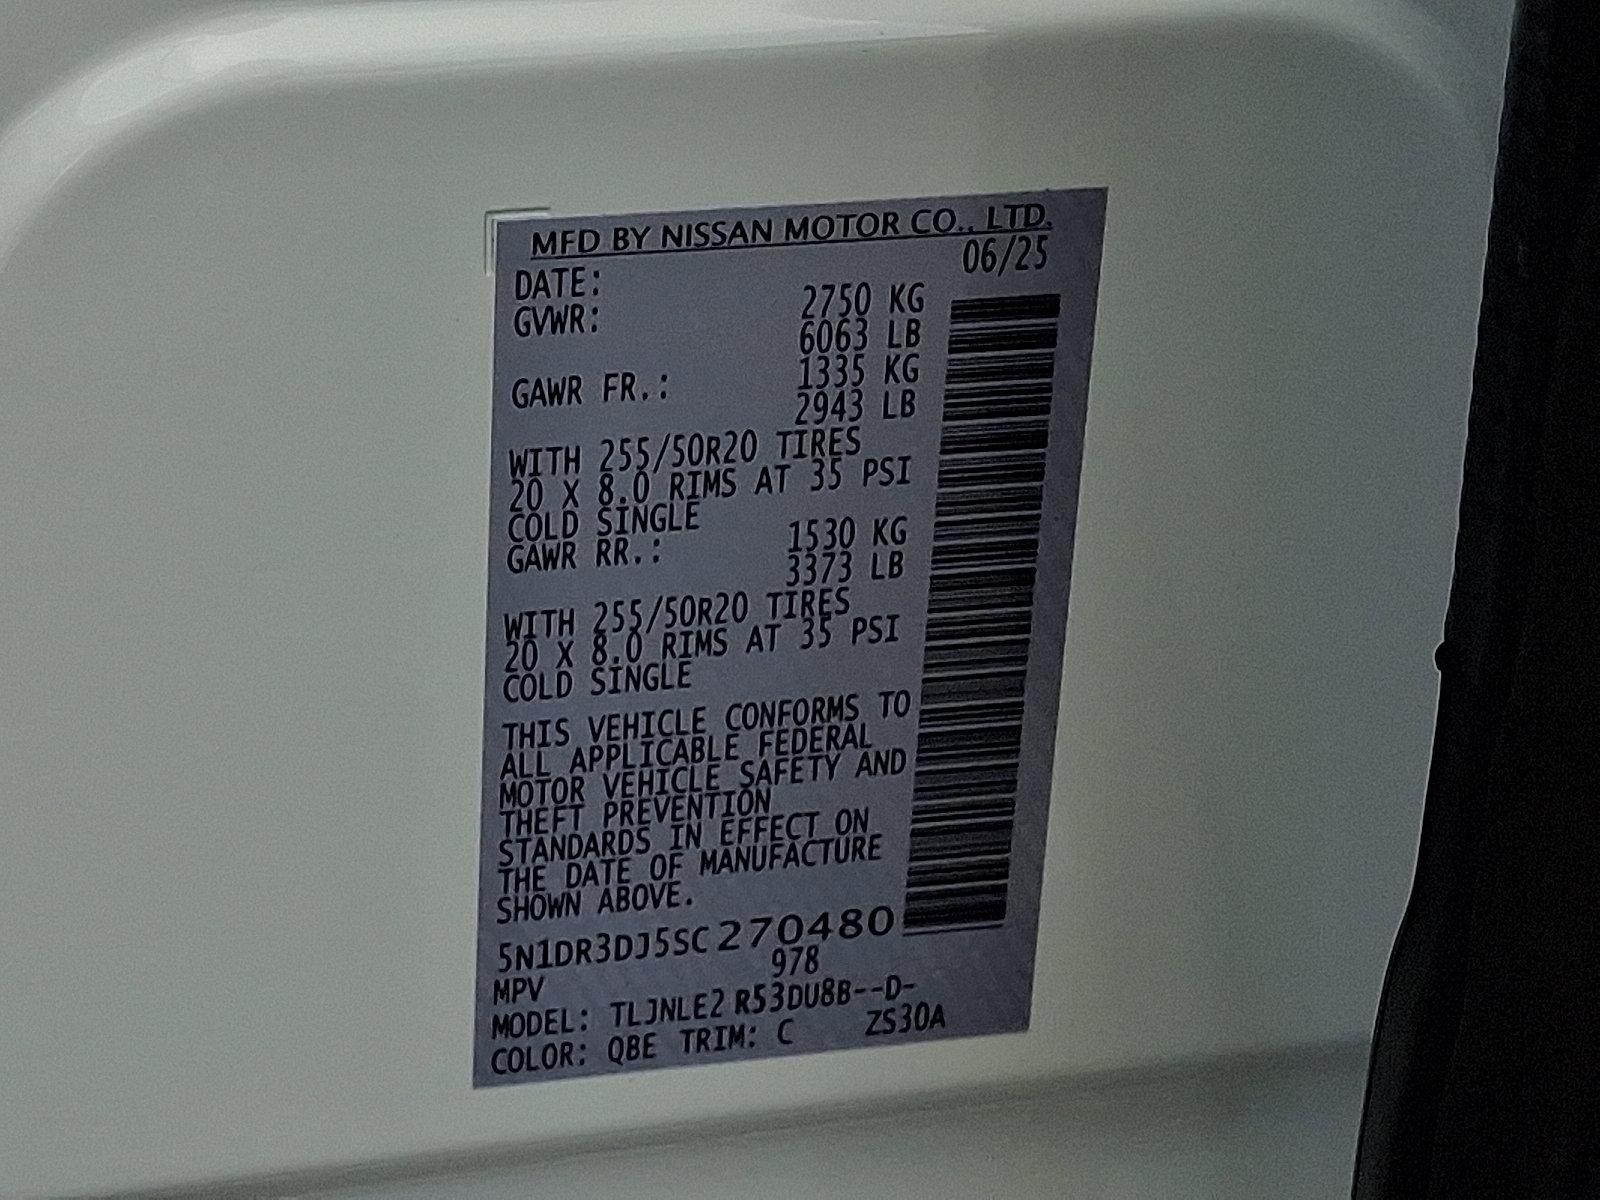 MFD BY NISSAN MOTOR CO., LTD.
DATE: 06/25
GVWR: 2750 KG
6063 LB
GAWR FR.: 1335 KG
2943 LB
WITH 255/50R20 TIRES
20 X 8.0 RIMS AT 35 PSI
COLD SINGLE
GAWR RR.: 1530 KG
3373 LB
WITH 255/50R20 TIRES
20 X 8.0 RIMS AT 35 PSI
COLD SINGLE
THIS VEHICLE CONFORMS TO
ALL APPLICABLE FEDERAL
MOTOR VEHICLE SAFETY AND
THEFT PREVENTION
STANDARDS IN EFFECT ON
THE DATE OF MANUFACTURE
SHOWN ABOVE.
5N1DR3DJ5SC270480
MPV 978
MODEL: TLJNLE2 R53DU8B--D-
COLOR: QBE TRIM: C ZS30A